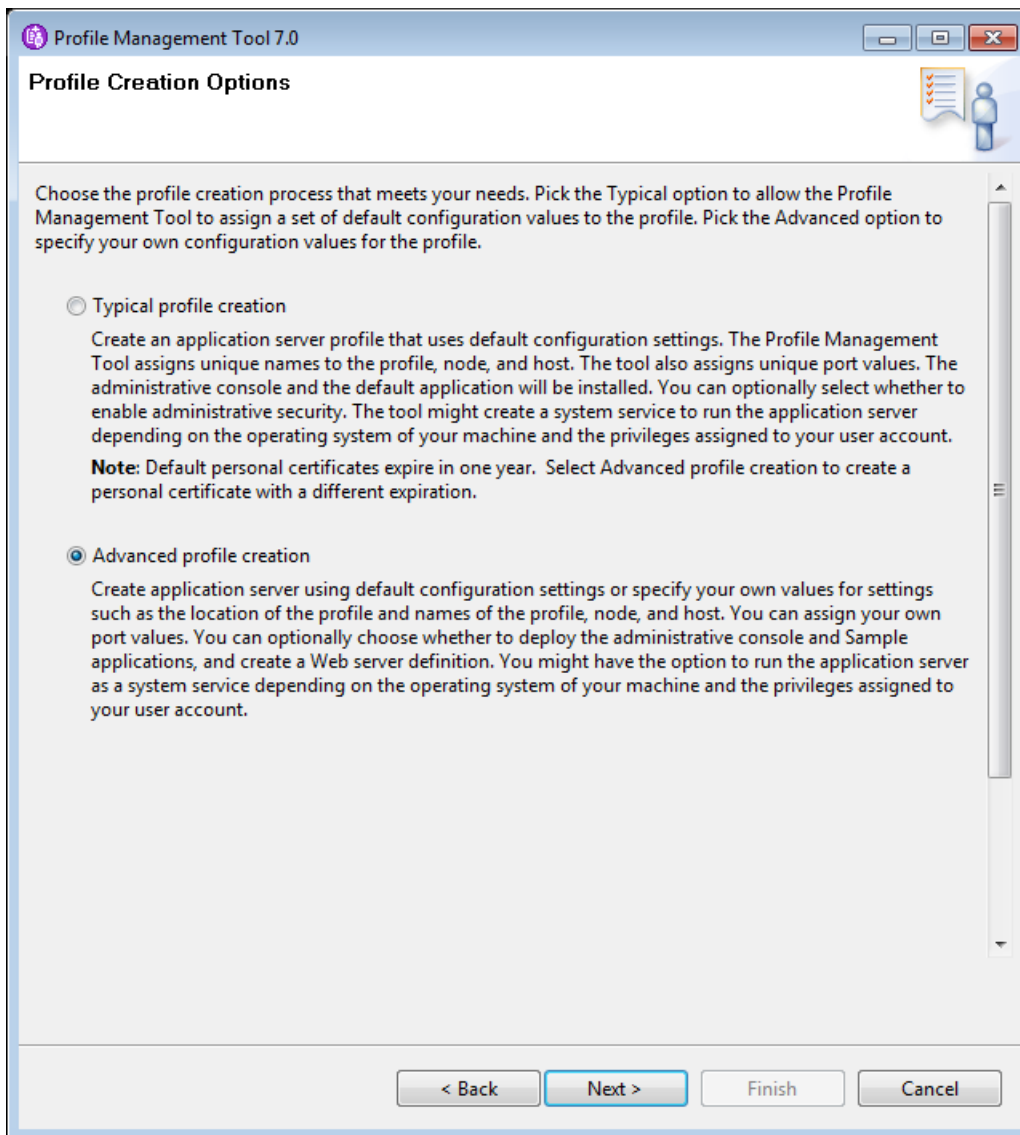 Profile Management Tool 7.0
Profile Creation Options
Choose the profile creation process that meets your needs. Pick the Typical option to allow the Profile
Management Tool to assign a set of default configuration values to the profile. Pick the Advanced option to
specify your own configuration values for the profile.
Typical profile creation
Create an application server profile that uses default configuration settings. The Profile Management
Tool assigns unique names to the profile, node, and host. The tool also assigns unique port values. The
administrative console and the default application will be installed. You can optionally select whether to
enable administrative security. The tool might create a system service to run the application server
depending on the operating system of your machine and the privileges assigned to your user account.
Note: Default personal certificates expire in one year.  Select Advanced profile creation to create a
personal certificate with a different expiration.
Advanced profile creation
Create application server using default configuration settings or specify your own values for settings
such as the location of the profile and names of the profile, node, and host. You can assign your own
port values. You can optionally choose whether to deploy the administrative console and Sample
applications, and create a Web server definition. You might have the option to run the application server
as a system service depending on the operating system of your machine and the privileges assigned to
your user account.
< Back Next > Finish Cancel